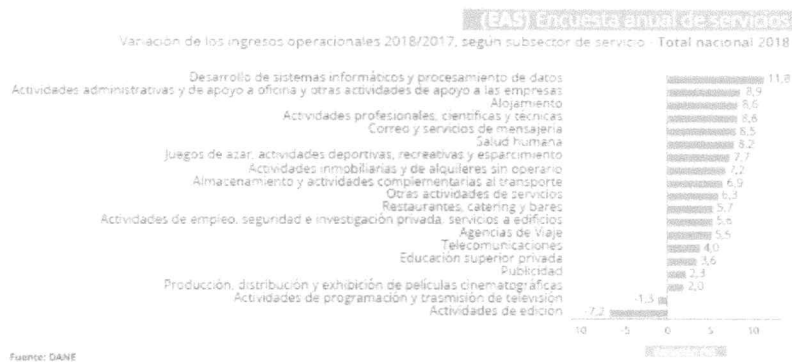 (EAS) Encuesta anual de servicios
Variación de los ingresos operacionales 2018/2017, según subsector de servicio - Total nacional 2018
Desarrollo de sistemas informáticos y procesamiento de datos 11,8
Actividades administrativas y de apoyo a oficina y otras actividades de apoyo a las empresas 8,9
Alojamiento 8,6
Actividades profesionales, científicas y técnicas 8,6
Correo y servicios de mensajería 8,5
Salud humana 8,2
Juegos de azar, actividades deportivas, recreativas y esparcimiento 7,7
Actividades inmobiliarias y de alquileres sin operario 7,2
Almacenamiento y actividades complementarias al transporte 6,9
Otras actividades de servicios 6,3
Restaurantes, catering y bares 5,7
Actividades de empleo, seguridad e investigación privada, servicios a edificios 5,6
Agencias de Viaje 5,5
Telecomunicaciones 4,0
Educación superior privada 3,6
Publicidad 2,3
Producción, distribución y exhibición de películas cinematográficas 2,0
Actividades de programación y trasmisión de televisión -1,3
Actividades de edición -7,2
-10 -5 0 5 10
Fuente: DANE